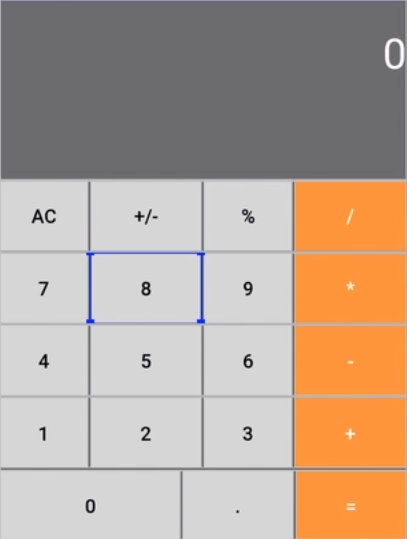 0
AC +/- % /
7 8 9 *
4 5 6 -
1 2 3 +
0 . =